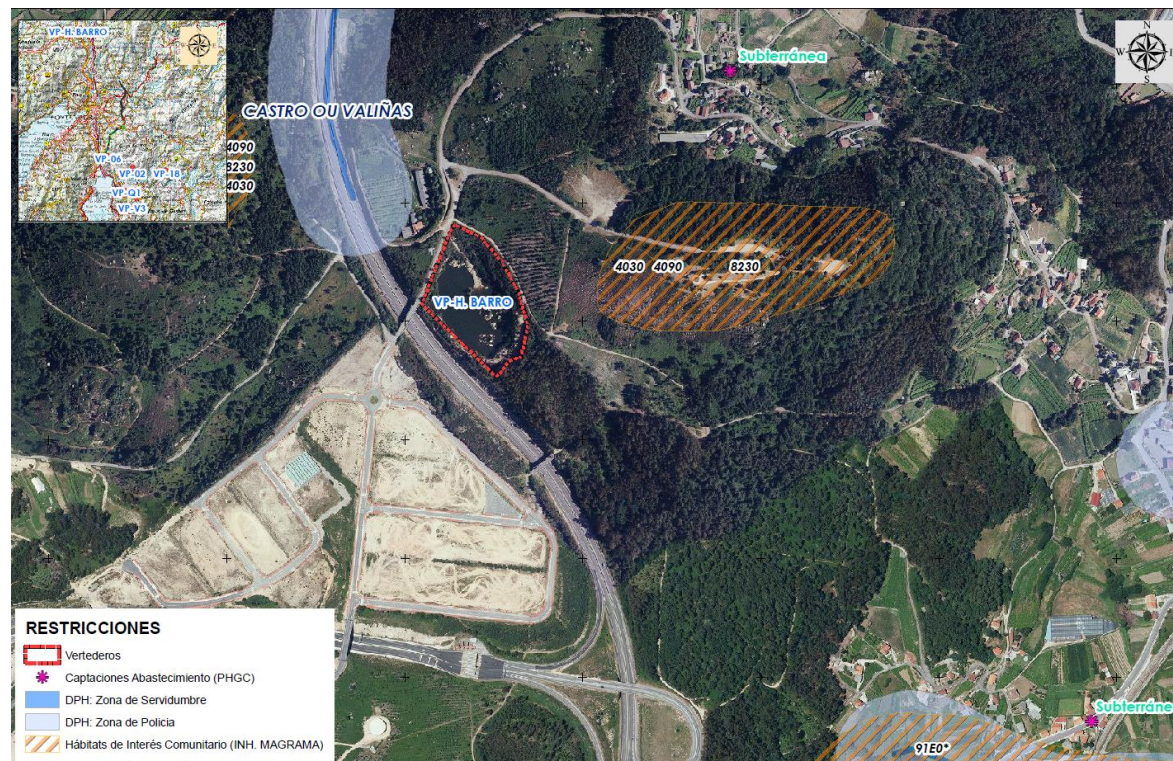 VP-H. BARRO
VP-06
VP-02 VP-18
VP-Q1
VP-V3
N
W
E
S
Subterránea
CASTRO OU VALIÑAS
4090
8230
4030
4030 4090 8230
VP-H. BARRO
Subterráne
91E0*
RESTRICCIONES
Vertederos
Captaciones Abastecimiento (PHGC)
DPH: Zona de Servidumbre
DPH: Zona de Policia
Hábitats de Interés Comunitario (INH. MAGRAMA)